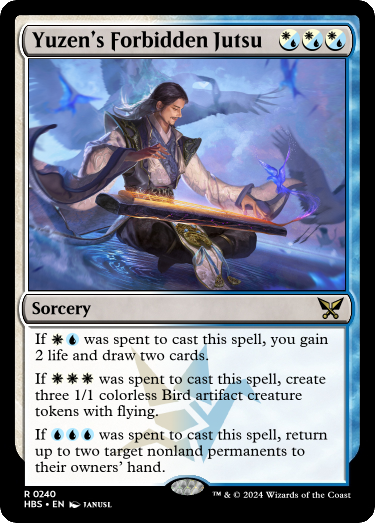 Yuzen's Forbidden Jutsu
Sorcery
If was spent to cast this spell, you gain
2 life and draw two cards.
If was spent to cast this spell, create
three 1/1 colorless Bird artifact creature
tokens with flying.
If was spent to cast this spell, return
up to two target nonland permanents to
their owners' hand.
R 0240
HBS • EN JANUSL
™ & © 2024 Wizards of the Coast